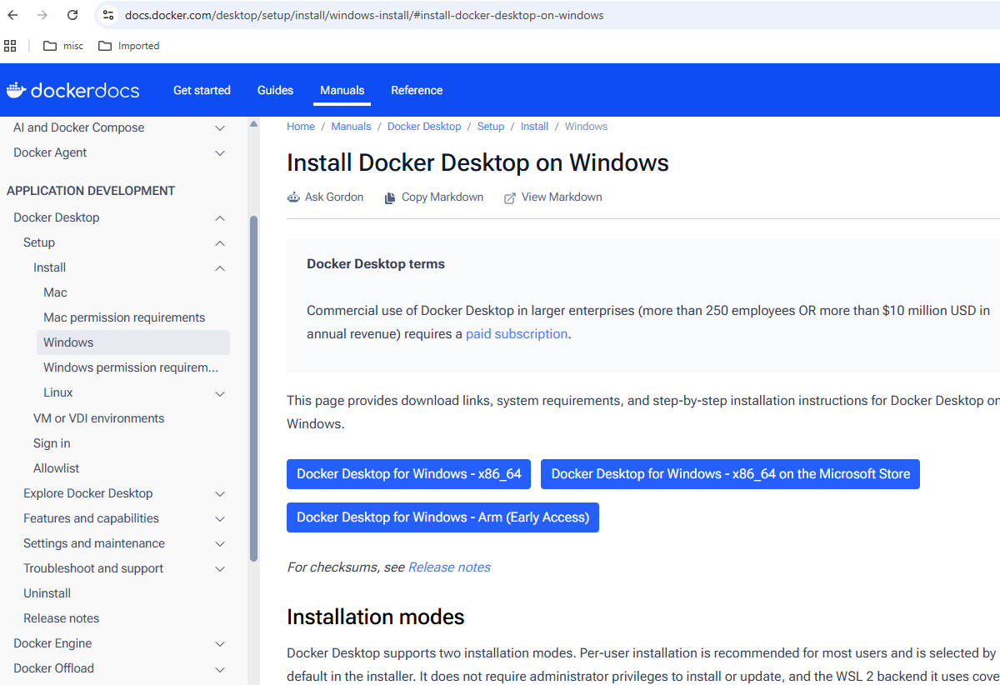 docs.docker.com/desktop/setup/install/windows-install/#install-docker-desktop-on-windows
misc
Imported
dockerdocs
Get started
Guides
Manuals
Reference
AI and Docker Compose
Docker Agent
APPLICATION DEVELOPMENT
Docker Desktop
Setup
Install
Mac
Mac permission requirements
Windows
Windows permission requirem...
Linux
VM or VDI environments
Sign in
Allowlist
Explore Docker Desktop
Features and capabilities
Settings and maintenance
Troubleshoot and support
Uninstall
Release notes
Docker Engine
Docker Offload
Home / Manuals / Docker Desktop / Setup / Install / Windows
Install Docker Desktop on Windows
Ask Gordon
Copy Markdown
View Markdown
Docker Desktop terms
Commercial use of Docker Desktop in larger enterprises (more than 250 employees OR more than $10 million USD in
annual revenue) requires a paid subscription.
This page provides download links, system requirements, and step-by-step installation instructions for Docker Desktop on
Windows.
Docker Desktop for Windows - x86_64
Docker Desktop for Windows - x86_64 on the Microsoft Store
Docker Desktop for Windows - Arm (Early Access)
For checksums, see Release notes
Installation modes
Docker Desktop supports two installation modes. Per-user installation is recommended for most users and is selected by
default in the installer. It does not require administrator privileges to install or update, and the WSL 2 backend it uses cove